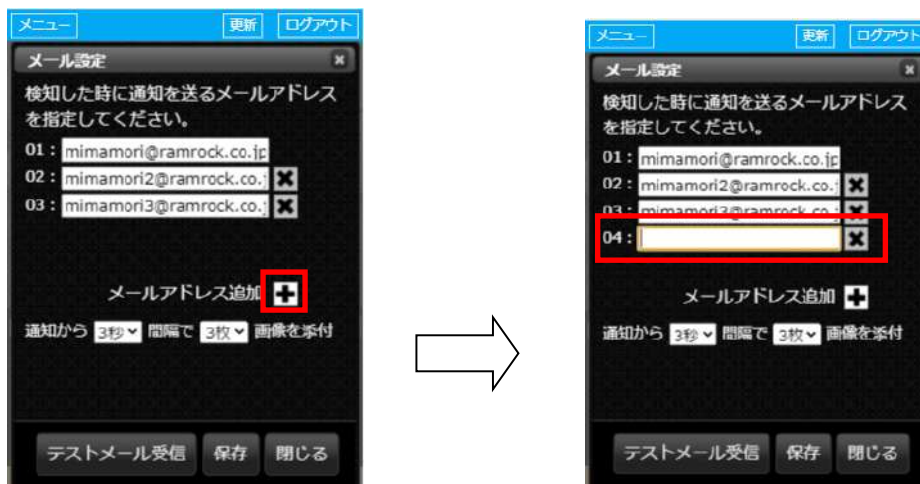 メニュー 更新 ログアウト
メール設定
検知した時に通知を送るメールアドレス
を指定してください。
01 : mimamori@ramrock.co.jp
02 : mimamori2@ramrock.co.j
03 : mimamori3@ramrock.co.j
メールアドレス追加
通知から 3秒 間隔で 3枚 画像を添付
テストメール受信 保存 閉じる
メニュー 更新 ログアウト
メール設定
検知した時に通知を送るメールアドレス
を指定してください。
01 : mimamori@ramrock.co.jp
02 : mimamori2@ramrock.co.j
03 : mimamori3@ramrock.co.j
04 :
メールアドレス追加
通知から 3秒 間隔で 3枚 画像を添付
テストメール受信 保存 閉じる